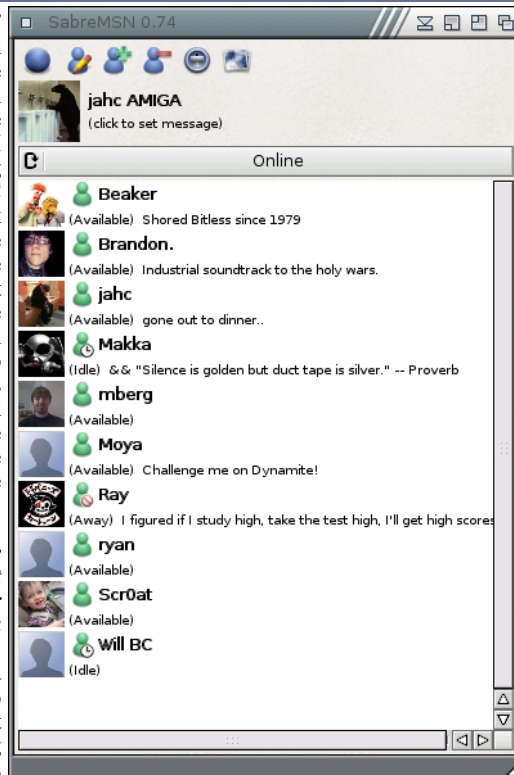 SabreMSN 0.74
jahc AMIGA
(click to set message)
Online
Beaker
(Available) Shored Bitless since 1979
Brandon.
(Available) Industrial soundtrack to the holy wars.
jahc
(Available) gone out to dinner..
Makka
(Idle) && "Silence is golden but duct tape is silver." -- Proverb
mberg
(Available)
Moya
(Available) Challenge me on Dynamite!
Ray
(Away) I figured if I study high, take the test high, I'll get high scores
ryan
(Available)
Scr0at
(Available)
Will BC
(Idle)